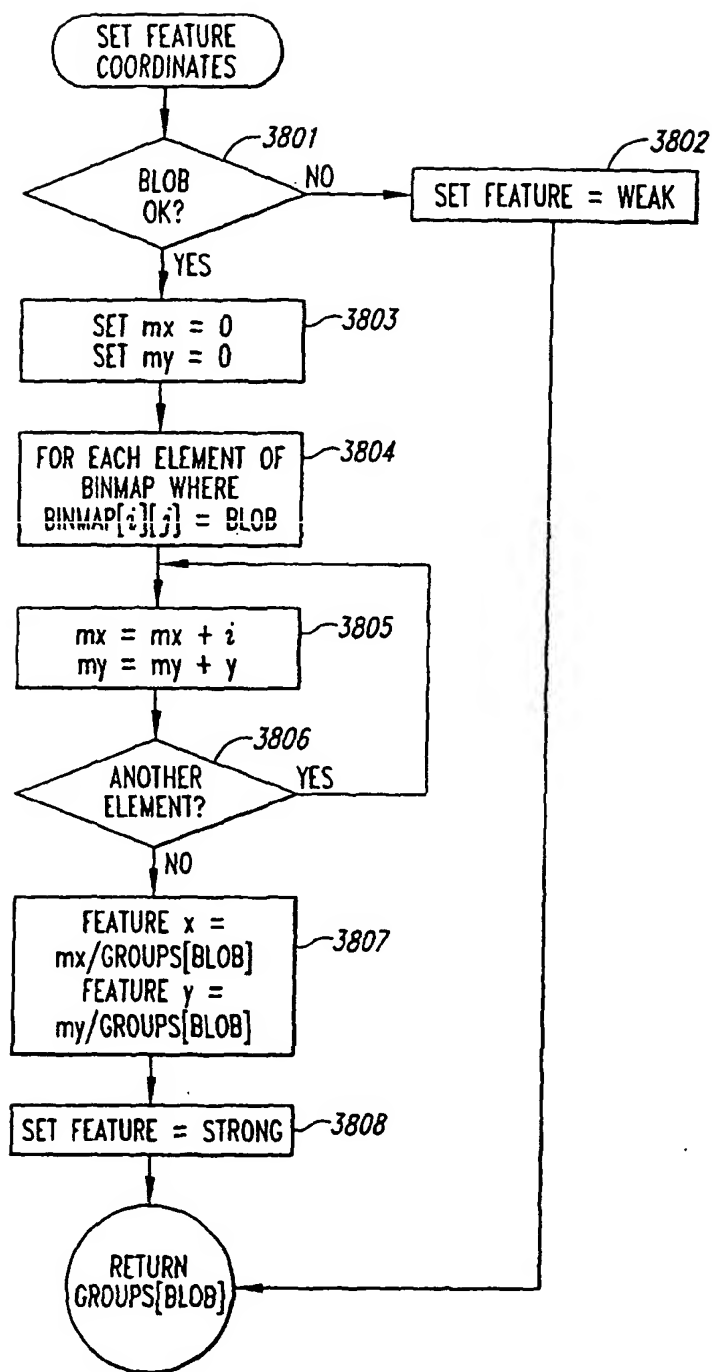 SET FEATURE
COORDINATES
3801
BLOB
OK?
NO
3802
SET FEATURE = WEAK
YES
SET mx = 0
SET my = 0
3803
FOR EACH ELEMENT OF
BINMAP WHERE
BINMAP[i][j] = BLOB
3804
mx = mx + i
my = my + y
3805
3806
ANOTHER
ELEMENT?
YES
NO
FEATURE x =
mx/GROUPS[BLOB]
FEATURE y =
my/GROUPS[BLOB]
3807
SET FEATURE = STRONG
3808
RETURN
GROUPS[BLOB]